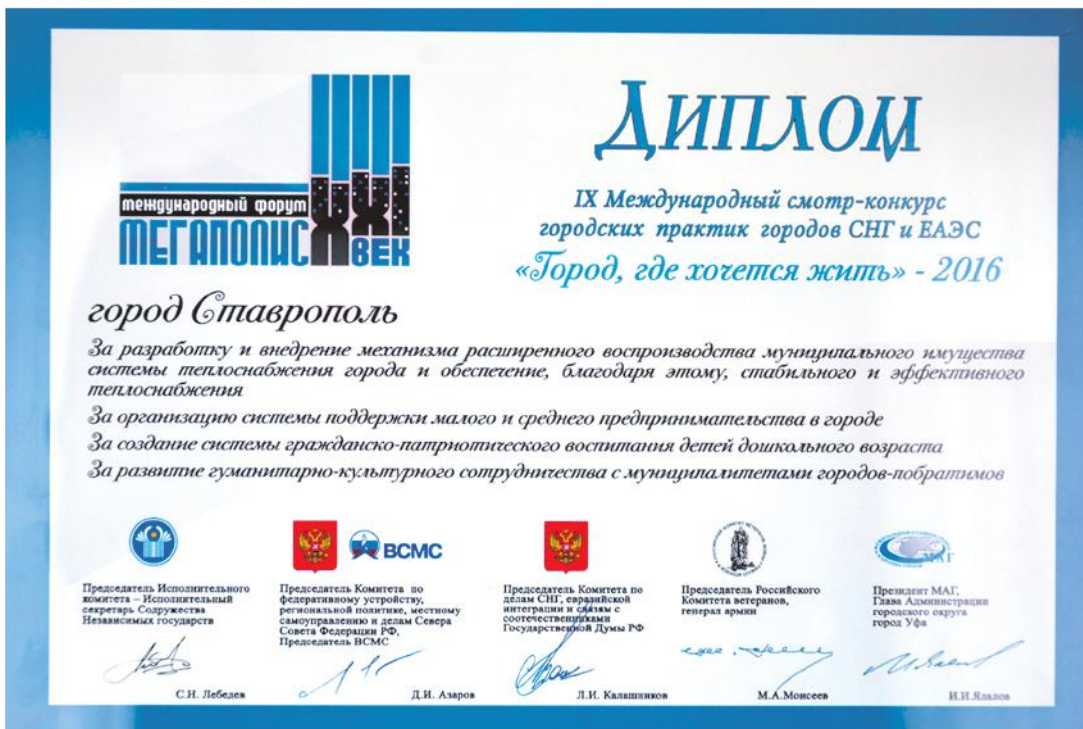 международный форум
МЕГАПОЛИС XXI ВЕК
Диплом
IX Международный смотр-конкурс
городских практик городов СНГ и ЕАЭС
«Город, где хочется жить» - 2016
город Ставрополь
За разработку и внедрение механизма расширенного воспроизводства муниципального имущества
системы теплоснабжения города и обеспечение, благодаря этому, стабильного и эффективного
теплоснабжения
За организацию системы поддержки малого и среднего предпринимательства в городе
За создание системы гражданско-патриотического воспитания детей дошкольного возраста
За развитие гуманитарно-культурного сотрудничества с муниципалитетами городов-побратимов
ВСМС
МАГ
Председатель Исполнительного
комитета – Исполнительный
секретарь Содружества
Независимых государств
С.Н. Лебедев
Председатель Комитета по
федеративному устройству,
региональной политике, местному
самоуправлению и делам Севера
Совета Федерации РФ,
Председатель ВСМС
Д.И. Азаров
Председатель Комитета по
делам СНГ, евразийской
интеграции и связям с
соотечественниками
Государственной Думы РФ
Л.И. Калашников
Председатель Российского
Комитета ветеранов,
генерал армии
М.А.Моисеев
Президент МАГ,
Глава Администрации
городского округа
город Уфа
И.И.Ялалов